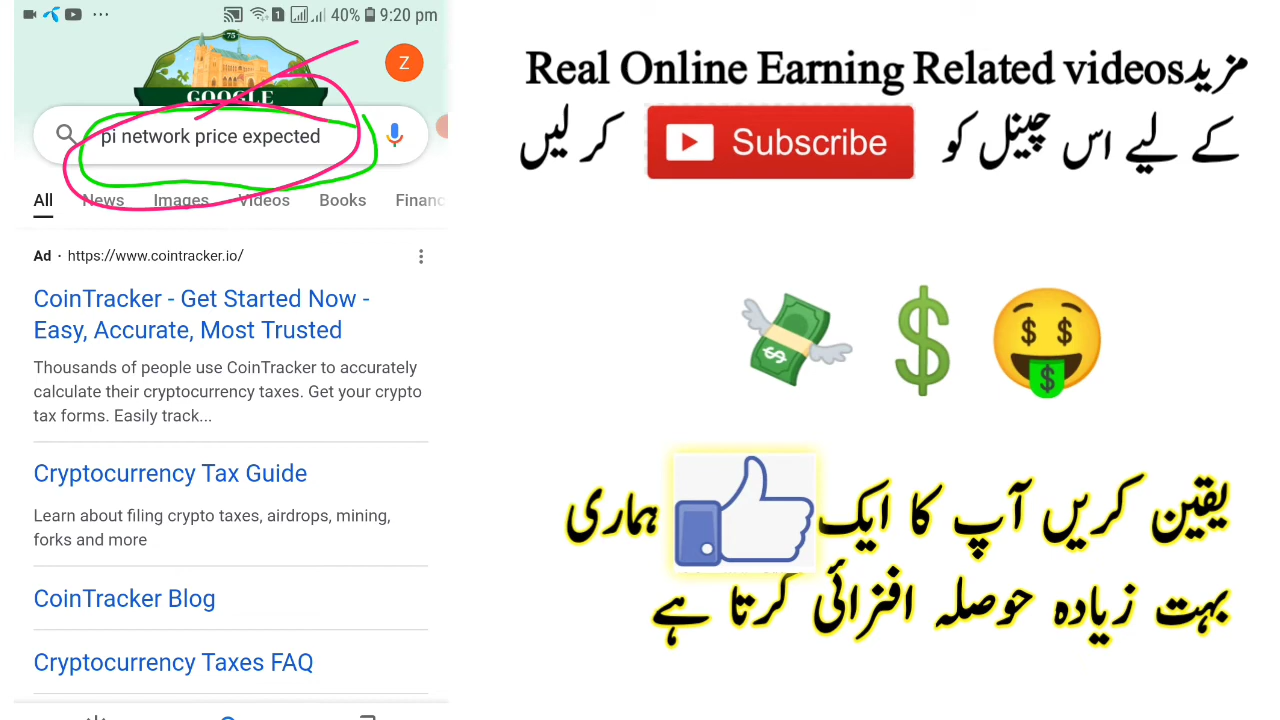 40% 9:20 pm
75
GOOGLE
Z
pi network price expected
All News Images Videos Books Financ
Ad · https://www.cointracker.io/
CoinTracker - Get Started Now -
Easy, Accurate, Most Trusted
Thousands of people use CoinTracker to accurately
calculate their cryptocurrency taxes. Get your crypto
tax forms. Easily track...
Cryptocurrency Tax Guide
Learn about filing crypto taxes, airdrops, mining,
forks and more
CoinTracker Blog
Cryptocurrency Taxes FAQ
مزید Real Online Earning Related videos
کے لیے اس چینل کو Subscribe کر لیں
یقین کریں آپ کا ایک ہماری
بہت زیادہ حوصلہ افزائی کرتا ہے